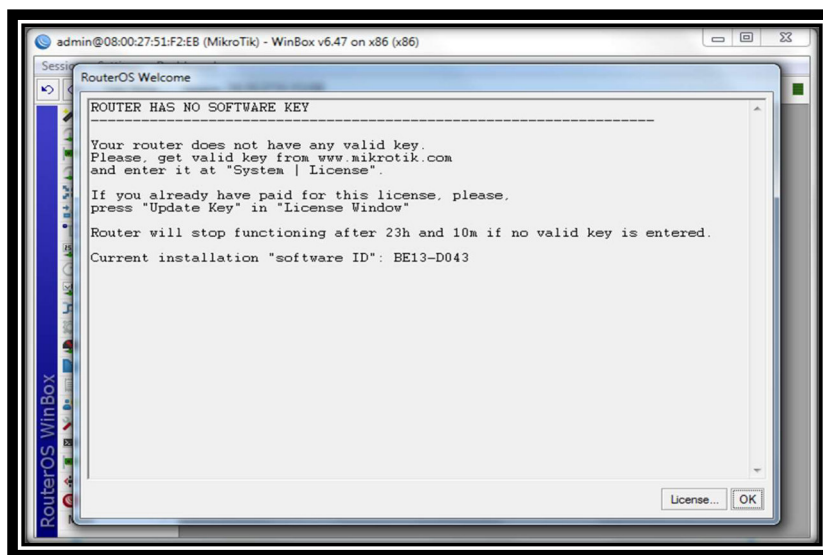 admin@08:00:27:51:F2:EB (MikroTik) - WinBox v6.47 on x86 (x86)
RouterOS Welcome
ROUTER HAS NO SOFTWARE KEY
-------------------------------------------------------------------
Your router does not have any valid key.
Please, get valid key from www.mikrotik.com
and enter it at "System | License".
If you already have paid for this license, please,
press "Update Key" in "License Window"
Router will stop functioning after 23h and 10m if no valid key is entered.
Current installation "software ID": BE13-D043
License...
OK
RouterOS WinBox